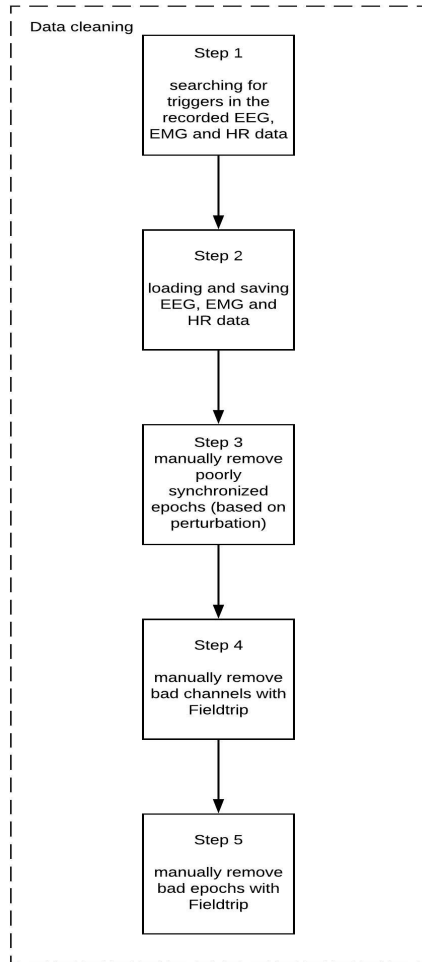 Data cleaning
Step 1
searching for
triggers in the
recorded EEG,
EMG and HR data
Step 2
loading and saving
EEG, EMG and
HR data
Step 3
manually remove
poorly
synchronized
epochs (based on
perturbation)
Step 4
manually remove
bad channels with
Fieldtrip
Step 5
manually remove
bad epochs with
Fieldtrip